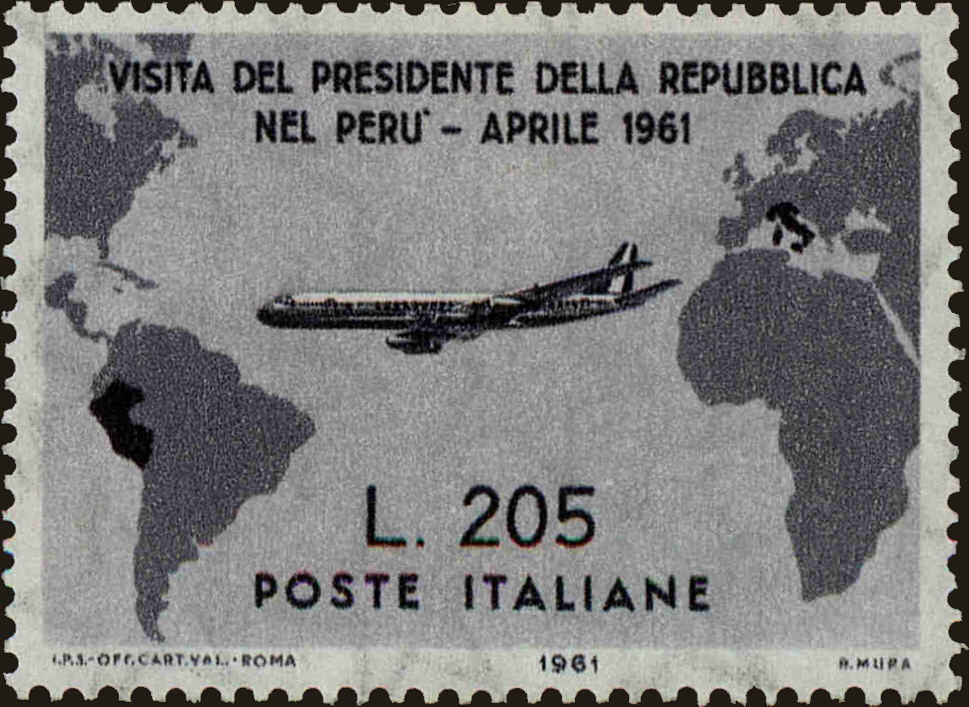 VISITA DEL PRESIDENTE DELLA REPUBBLICA
NEL PERU' - APRILE 1961
L. 205
POSTE ITALIANE
I.P.S.-OFF.CART.VAL.-ROMA 1961 R.MURA